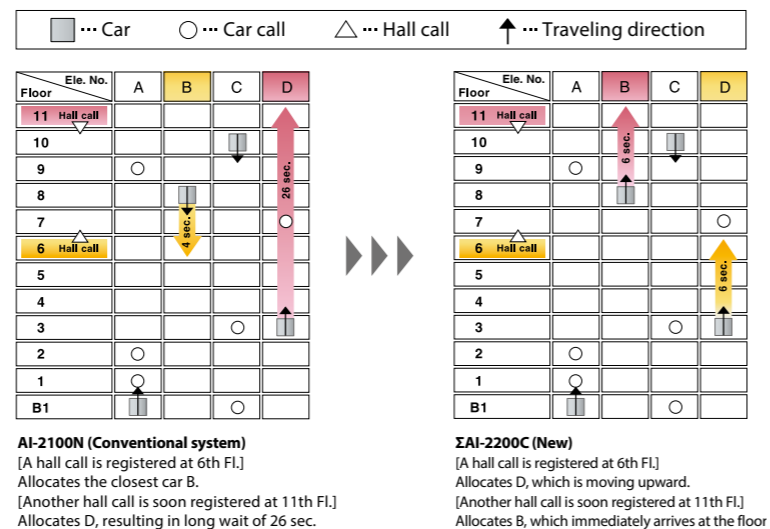 ··· Car ··· Car call ··· Hall call ··· Traveling direction
Ele. No.
Floor
A B C D
11 Hall call
10
9
8
7
6 Hall call
5
4
3
2
1
B1
4 sec.
26 sec.
AI-2100N (Conventional system)
[A hall call is registered at 6th Fl.]
Allocates the closest car B.
[Another hall call is soon registered at 11th Fl.]
Allocates D, resulting in long wait of 26 sec.
Ele. No.
Floor
A B C D
11 Hall call
10
9
8
7
6 Hall call
5
4
3
2
1
B1
6 sec.
6 sec.
ΣAI-2200C (New)
[A hall call is registered at 6th Fl.]
Allocates D, which is moving upward.
[Another hall call is soon registered at 11th Fl.]
Allocates B, which immediately arrives at the floor